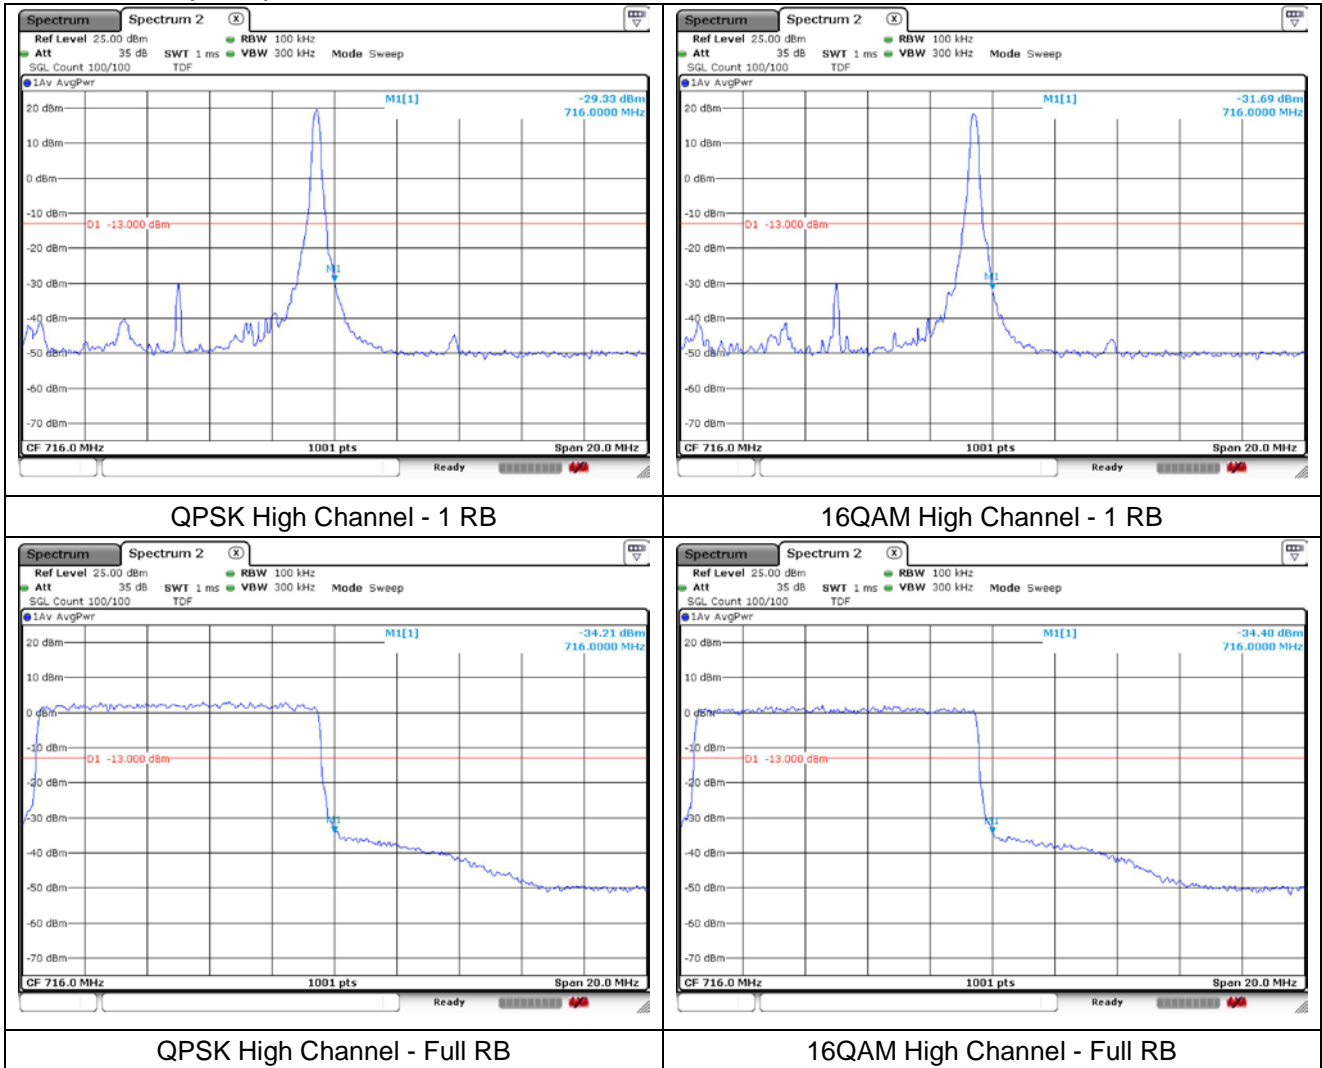 Spectrum Spectrum 2 X
Ref Level 25.00 dBm RBW 100 kHz
Att 35 dB SWT 1 ms VBW 300 kHz Mode Sweep
SGL Count 100/100 TDF
1Av AvgPwr
M1[1] -29.33 dBm
716.0000 MHz
20 dBm
10 dBm
0 dBm
-10 dBm
D1 -13.000 dBm
-20 dBm
M1
-30 dBm
-40 dBm
-50 dBm
-60 dBm
-70 dBm
CF 716.0 MHz 1001 pts Span 20.0 MHz
Ready
QPSK High Channel - 1 RB
Spectrum Spectrum 2 X
Ref Level 25.00 dBm RBW 100 kHz
Att 35 dB SWT 1 ms VBW 300 kHz Mode Sweep
SGL Count 100/100 TDF
1Av AvgPwr
M1[1] -31.69 dBm
716.0000 MHz
20 dBm
10 dBm
0 dBm
-10 dBm
D1 -13.000 dBm
-20 dBm
M1
-30 dBm
-40 dBm
-50 dBm
-60 dBm
-70 dBm
CF 716.0 MHz 1001 pts Span 20.0 MHz
Ready
16QAM High Channel - 1 RB
Spectrum Spectrum 2 X
Ref Level 25.00 dBm RBW 100 kHz
Att 35 dB SWT 1 ms VBW 300 kHz Mode Sweep
SGL Count 100/100 TDF
1Av AvgPwr
M1[1] -34.21 dBm
716.0000 MHz
20 dBm
10 dBm
0 dBm
-10 dBm
D1 -13.000 dBm
-20 dBm
-30 dBm
M1
-40 dBm
-50 dBm
-60 dBm
-70 dBm
CF 716.0 MHz 1001 pts Span 20.0 MHz
Ready
QPSK High Channel - Full RB
Spectrum Spectrum 2 X
Ref Level 25.00 dBm RBW 100 kHz
Att 35 dB SWT 1 ms VBW 300 kHz Mode Sweep
SGL Count 100/100 TDF
1Av AvgPwr
M1[1] -34.40 dBm
716.0000 MHz
20 dBm
10 dBm
0 dBm
-10 dBm
D1 -13.000 dBm
-20 dBm
-30 dBm
M1
-40 dBm
-50 dBm
-60 dBm
-70 dBm
CF 716.0 MHz 1001 pts Span 20.0 MHz
Ready
16QAM High Channel - Full RB